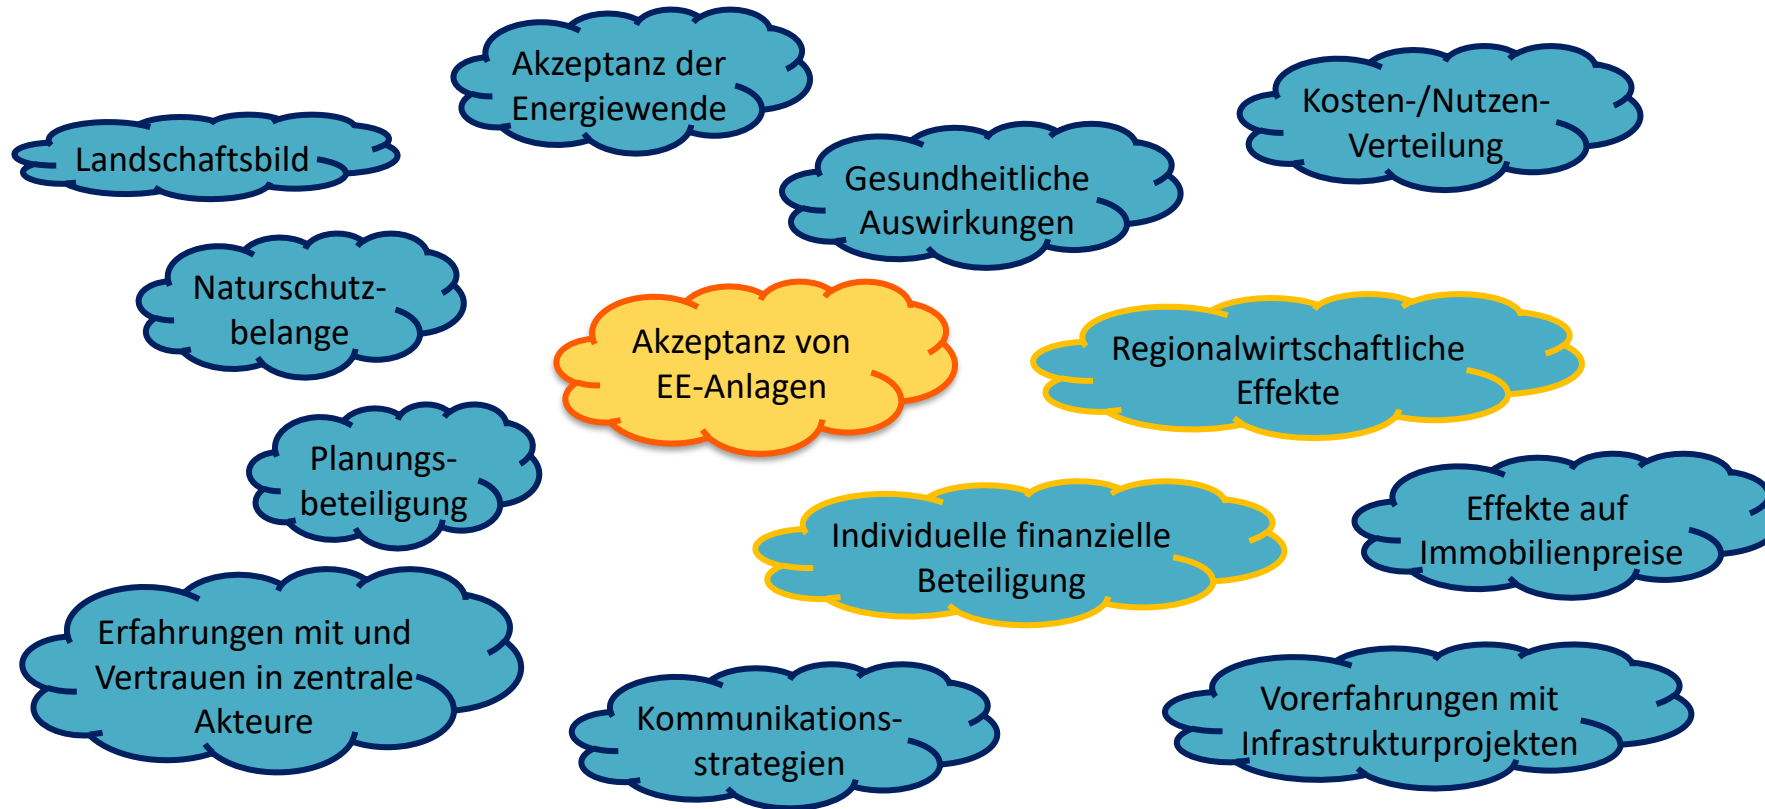 Akzeptanz der
Energiewende
Kosten-/Nutzen-
Verteilung
Landschaftsbild
Gesundheitliche
Auswirkungen
Naturschutz-
belange
Akzeptanz von
EE-Anlagen
Regionalwirtschaftliche
Effekte
Planungs-
beteiligung
Individuelle finanzielle
Beteiligung
Effekte auf
Immobilienpreise
Erfahrungen mit und
Vertrauen in zentrale
Akteure
Kommunikations-
strategien
Vorerfahrungen mit
Infrastrukturprojekten